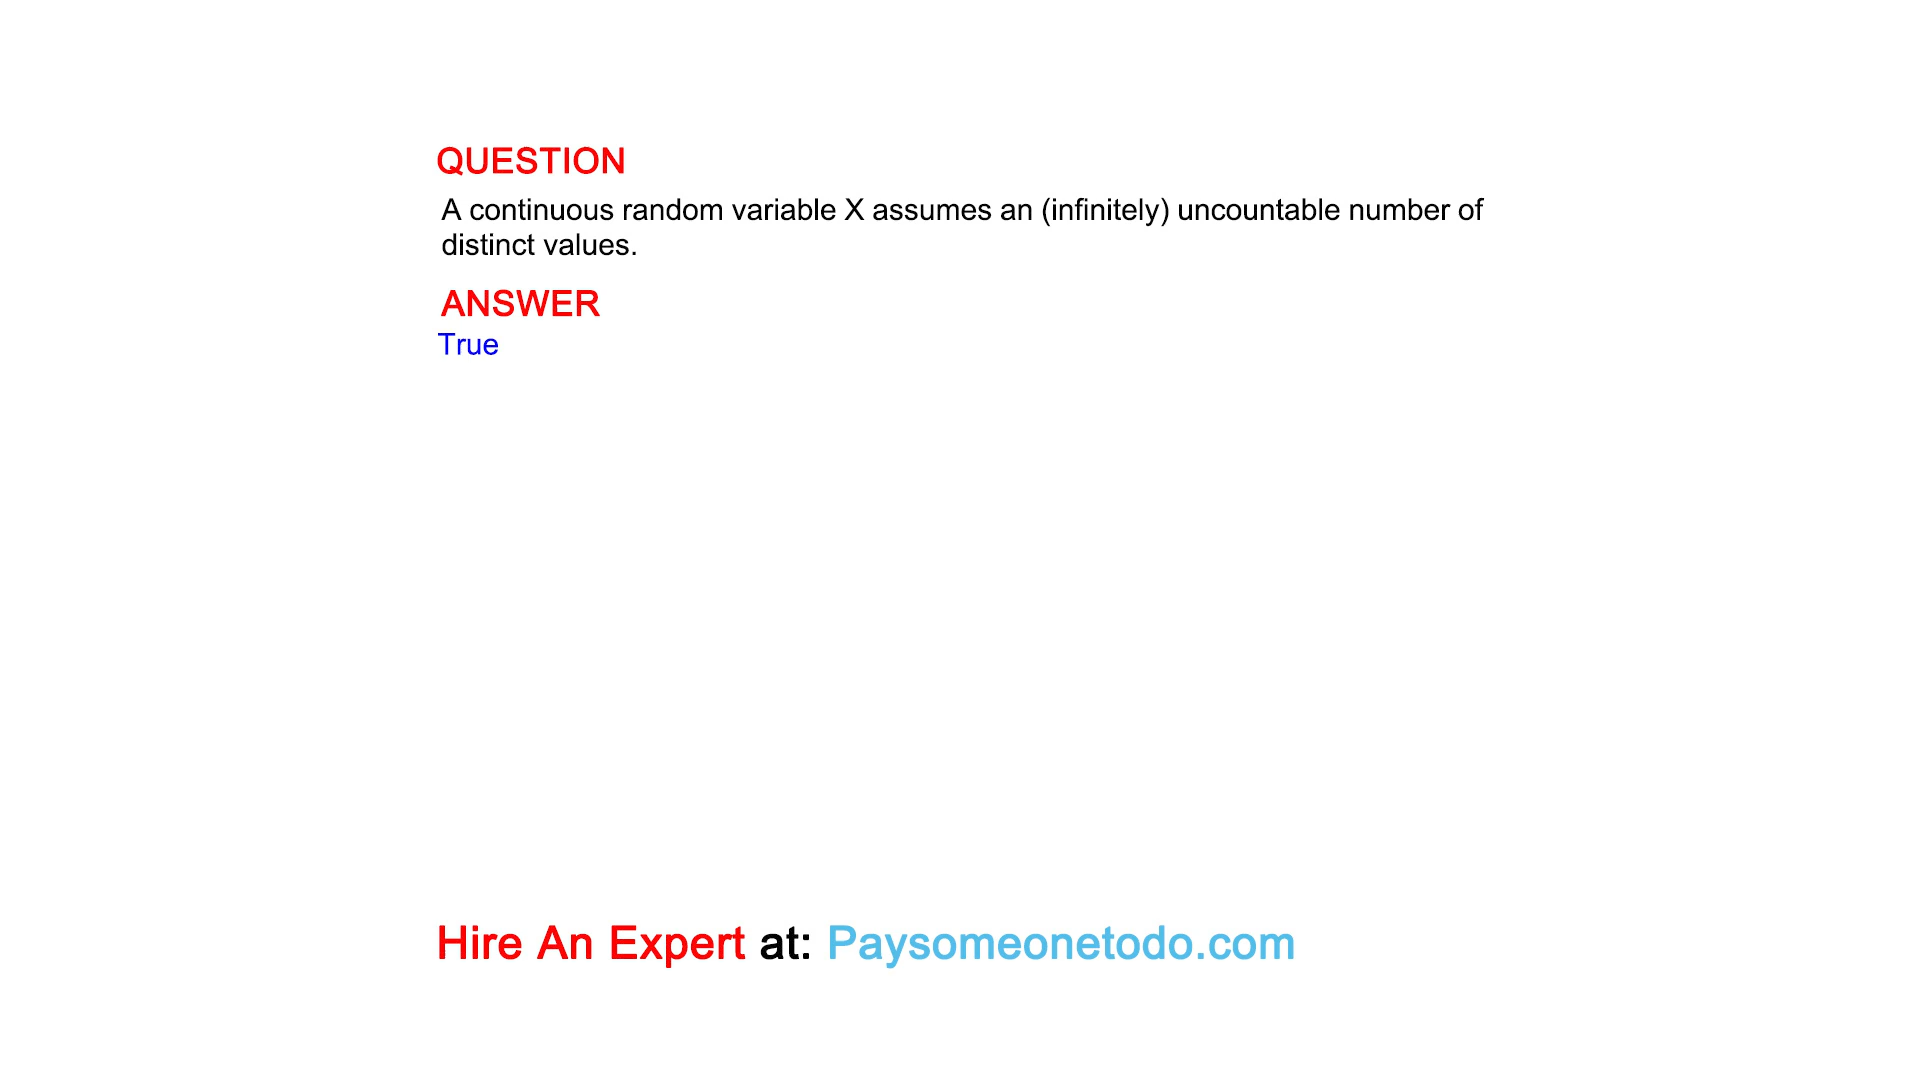 QUESTION
A continuous random variable X assumes an (infinitely) uncountable number of
distinct values.
ANSWER
True
Hire An Expert at: Paysomeonetodo.com